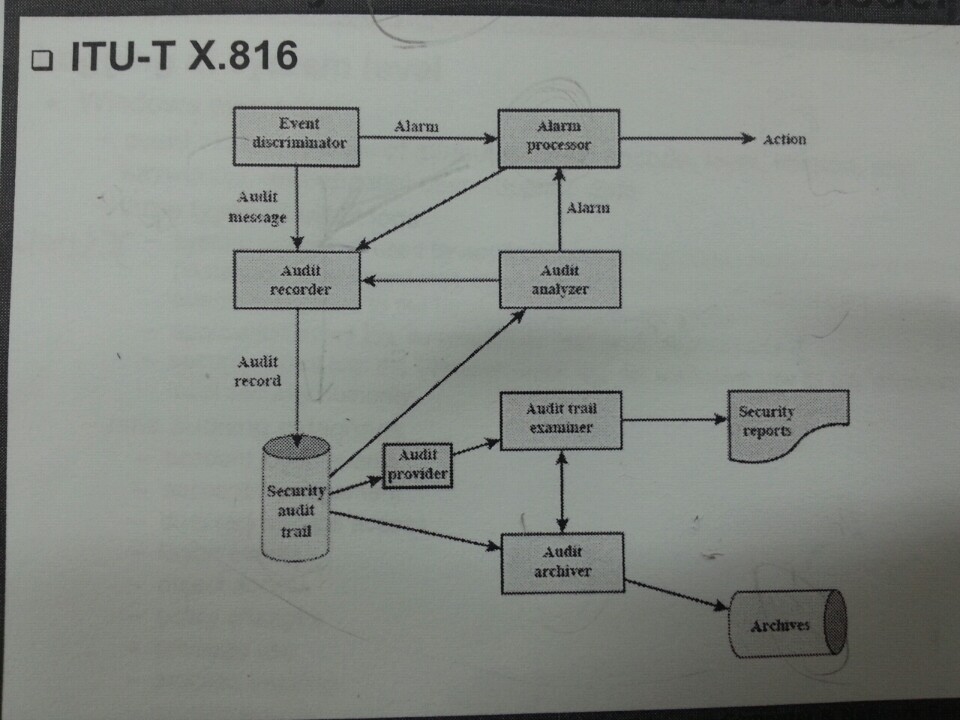 ❑ ITU-T X.816
Event
discriminator
Alarm
Alarm
processor
Action
Audit
message
Alarm
Audit
recorder
Audit
analyzer
Audit
record
Audit trail
examiner
Security
reports
Audit
provider
Security
audit
trail
Audit
archiver
Archives